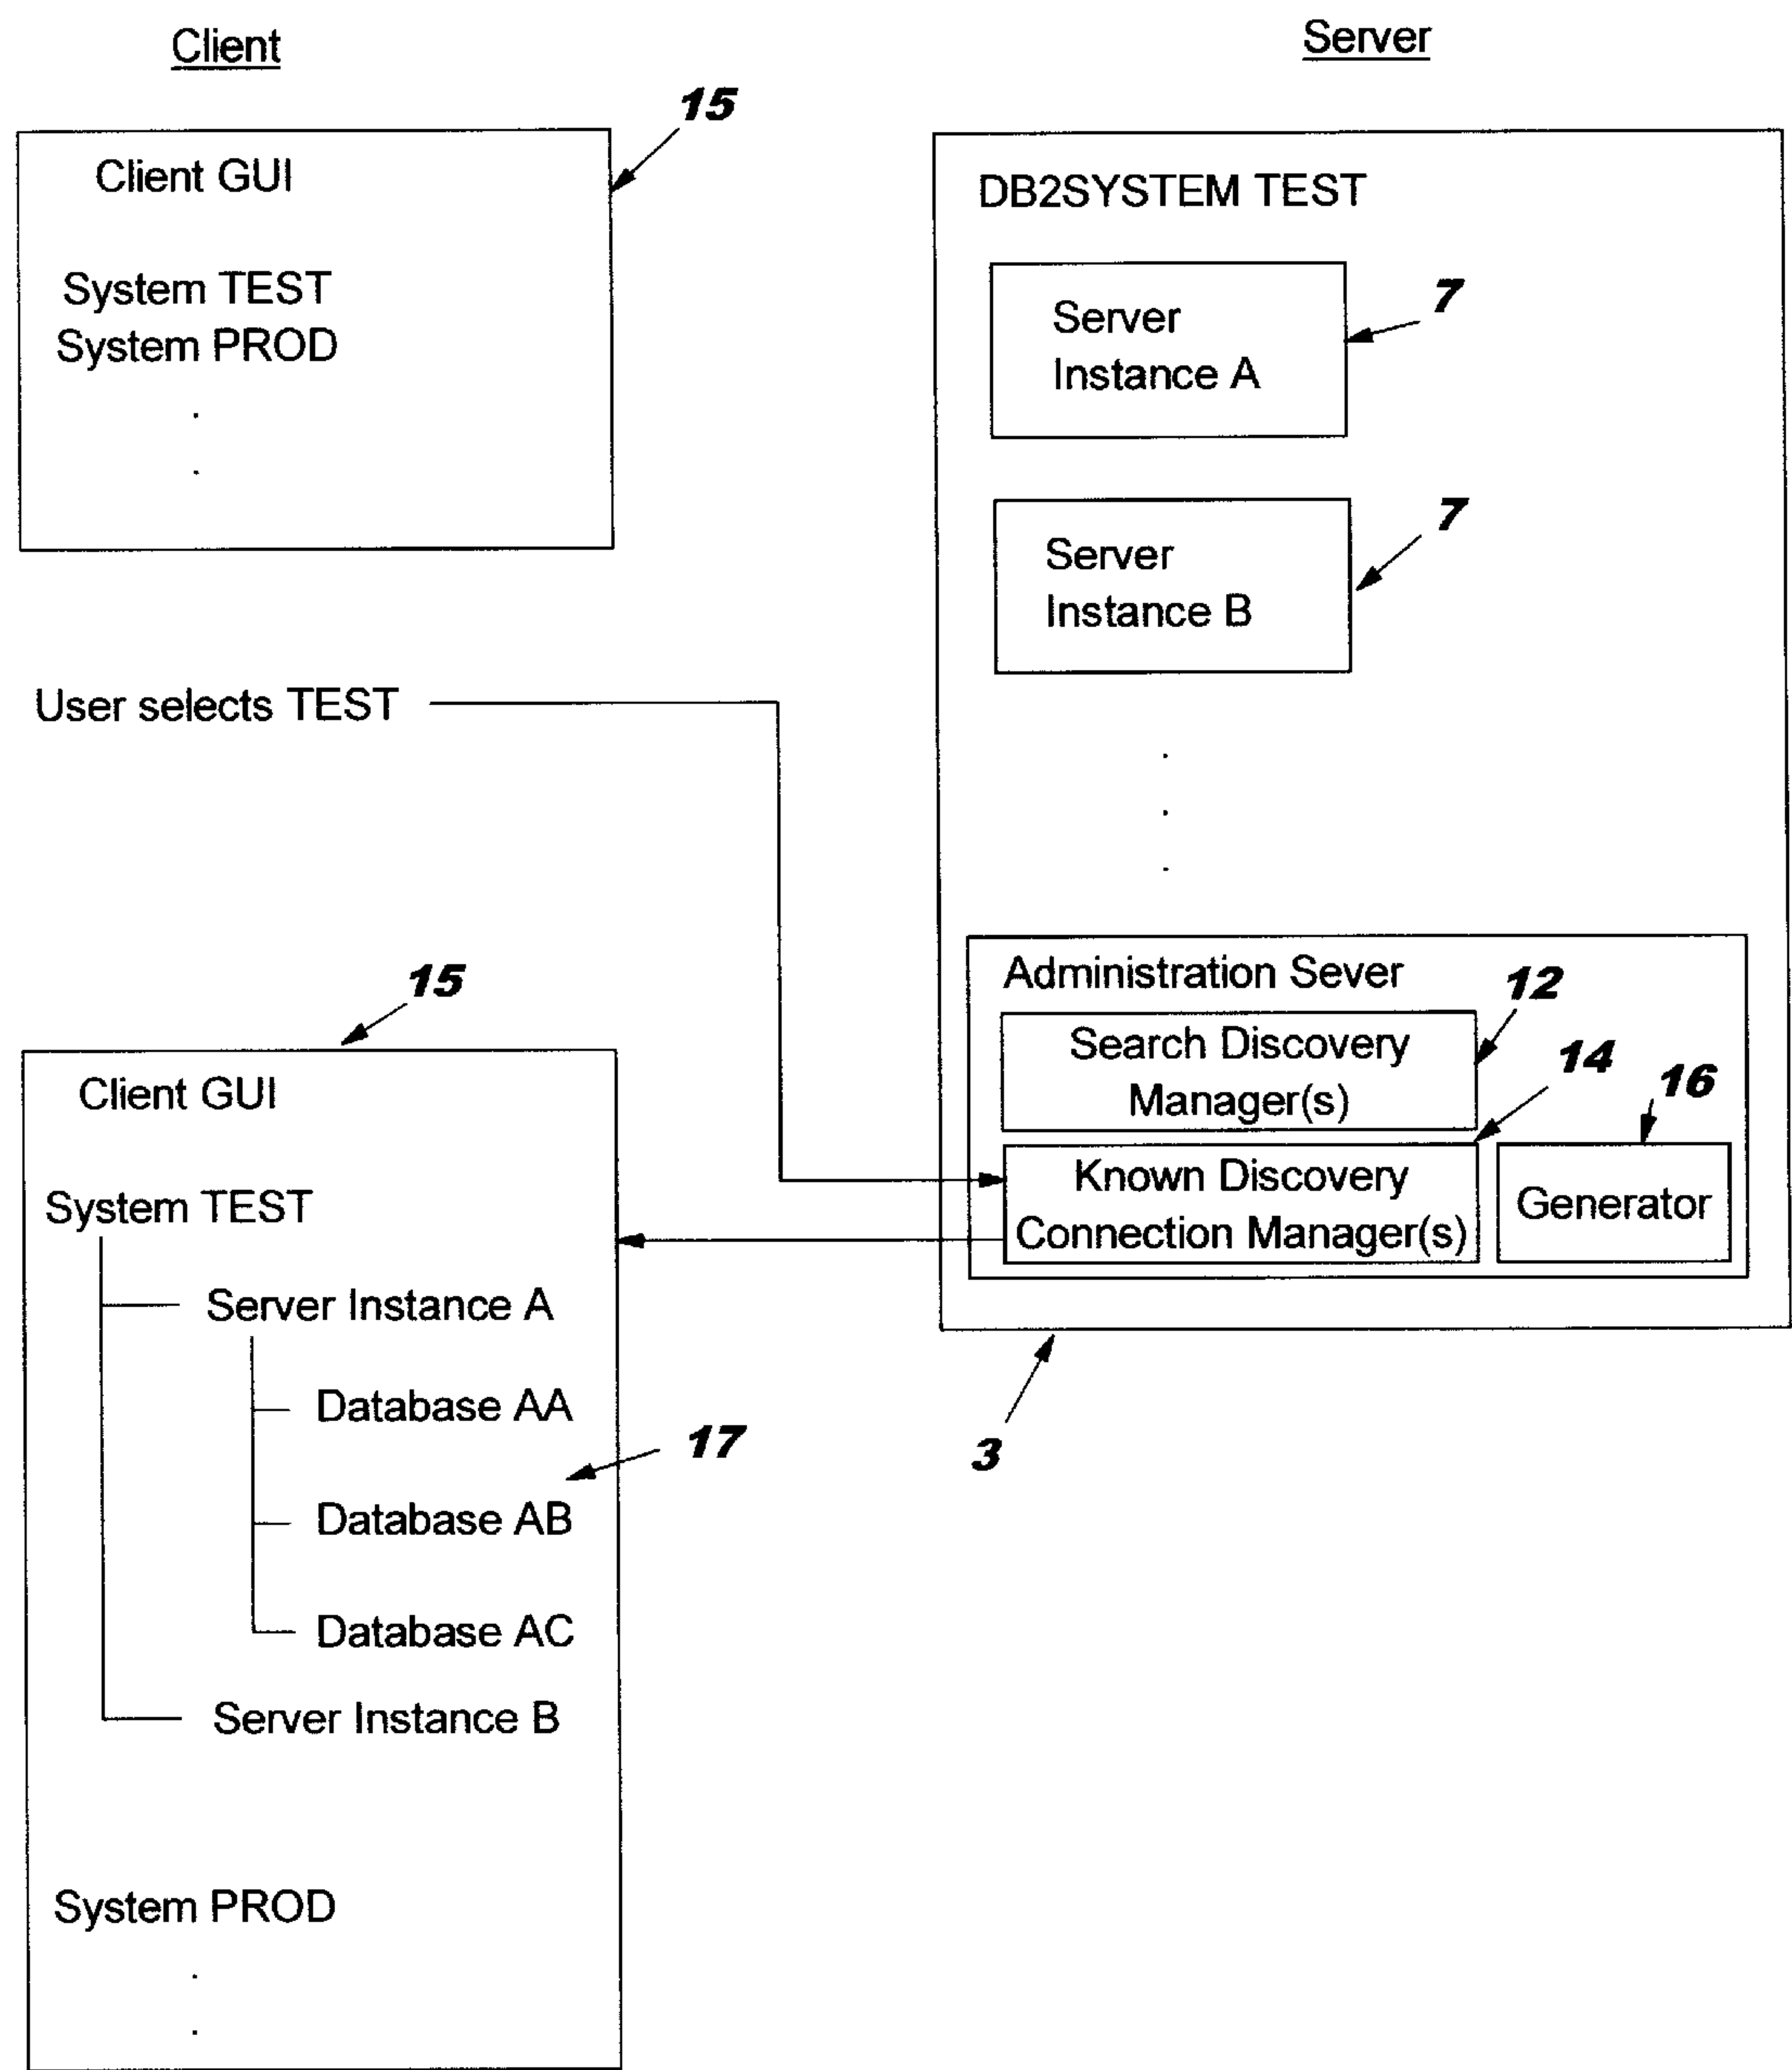 Client
Server
15
Client GUI
System TEST
System PROD
.
.
DB2SYSTEM TEST
Server
Instance A
7
Server
Instance B
7
User selects TEST
.
.
.
Administration Sever
Search Discovery
Manager(s)
12
Known Discovery
Connection Manager(s)
14
Generator
16
3
15
Client GUI
System TEST
Server Instance A
Database AA
17
Database AB
Database AC
Server Instance B
System PROD
.
.